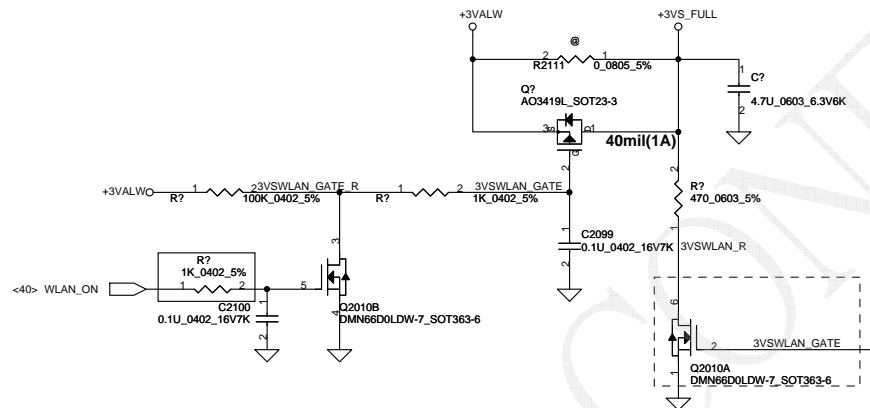 +3VALW
+3VS_FULL
@
2
1
R2111
0_0805_5%
Q?
AO3419L_SOT23-3
1
C?
4.7U_0603_6.3V6K
2
3
S
D
1
40mil(1A)
G
2
2
R?
470_0603_5%
1
+3VALW
1
2
3VSWLAN_GATE_R
R?
100K_0402_5%
1
2
3VSWLAN_GATE
R?
1K_0402_5%
1
C2099
0.1U_0402_16V7K
2
3VSWLAN_R
3
R?
1K_0402_5%
<40> WLAN_ON
1
2
5
1
C2100
0.1U_0402_16V7K
2
4
Q2010B
DMN66D0LDW-7_SOT363-6
6
2
3VSWLAN_GATE
1
Q2010A
DMN66D0LDW-7_SOT363-6
CON